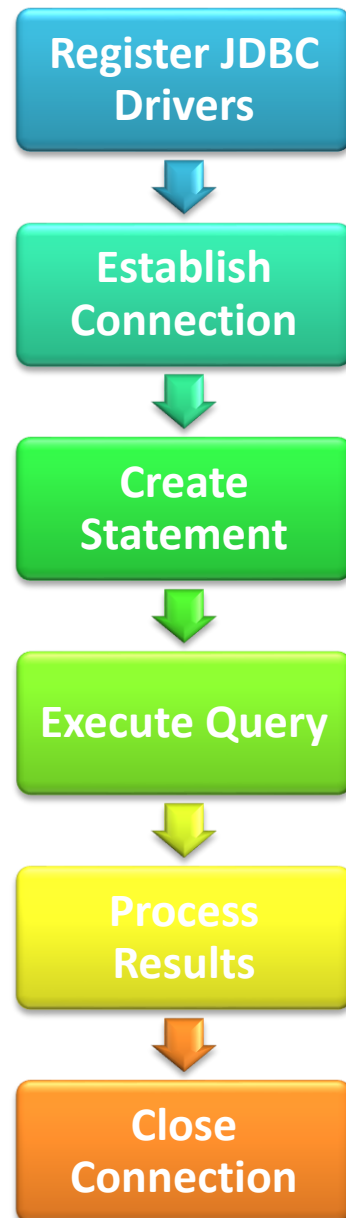 Register JDBC
Drivers
Establish
Connection
Create
Statement
Execute Query
Process
Results
Close
Connection